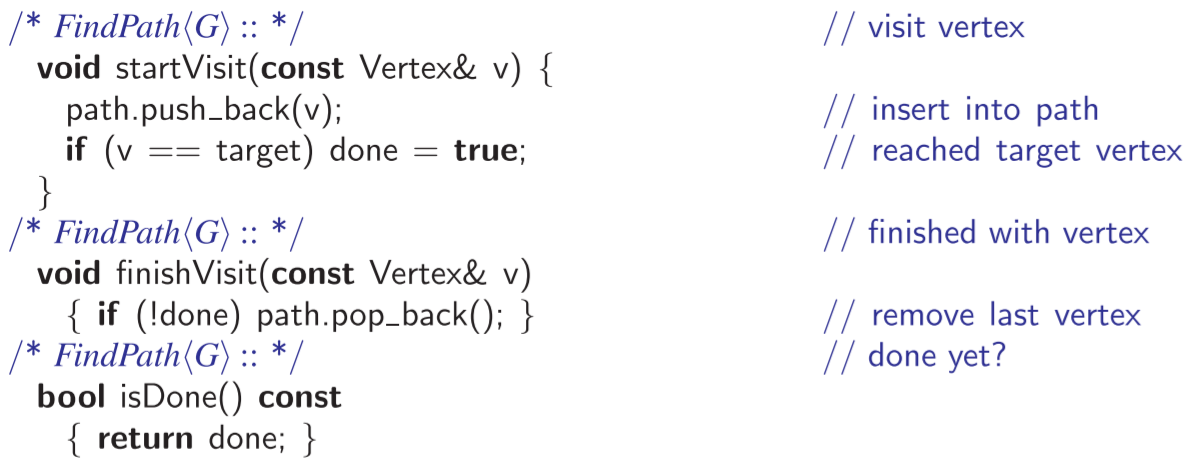 /* FindPath⟨G⟩ :: */ // visit vertex
void startVisit(const Vertex& v) {
path.push_back(v); // insert into path
if (v == target) done = true; // reached target vertex
}
/* FindPath⟨G⟩ :: */ // finished with vertex
void finishVisit(const Vertex& v)
{ if (!done) path.pop_back(); } // remove last vertex
/* FindPath⟨G⟩ :: */ // done yet?
bool isDone() const
{ return done; }